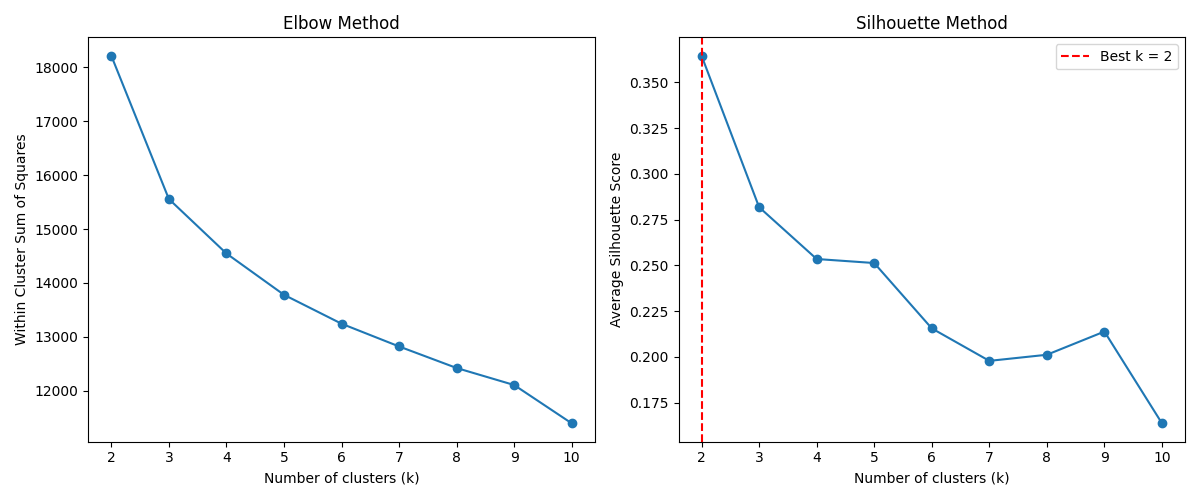 Elbow Method
Within Cluster Sum of Squares
18000
17000
16000
15000
14000
13000
12000
2 3 4 5 6 7 8 9 10
Number of clusters (k)
Silhouette Method
Best k = 2
Average Silhouette Score
0.350
0.325
0.300
0.275
0.250
0.225
0.200
0.175
2 3 4 5 6 7 8 9 10
Number of clusters (k)